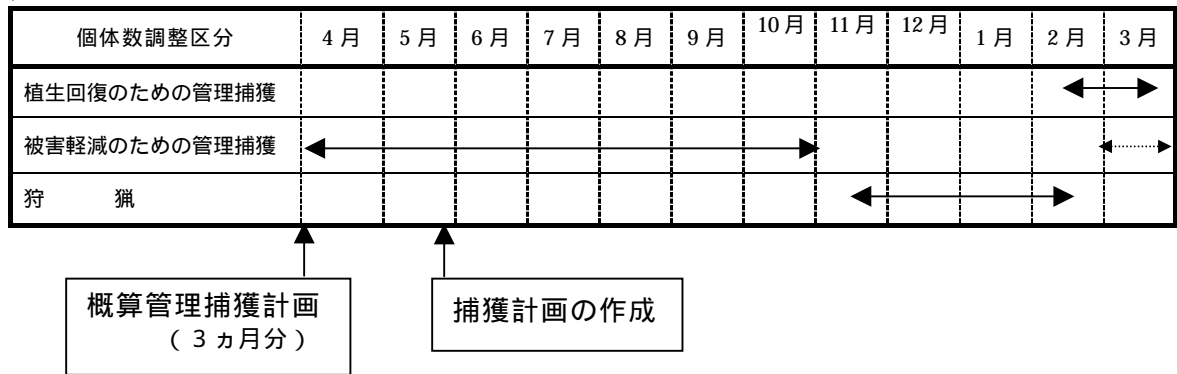 個体数調整区分 4月 5月 6月 7月 8月 9月 10月 11月 12月 1月 2月 3月
植生回復のための管理捕獲
被害軽減のための管理捕獲
狩　　猟
概算管理捕獲計画
（３ヵ月分）
捕獲計画の作成